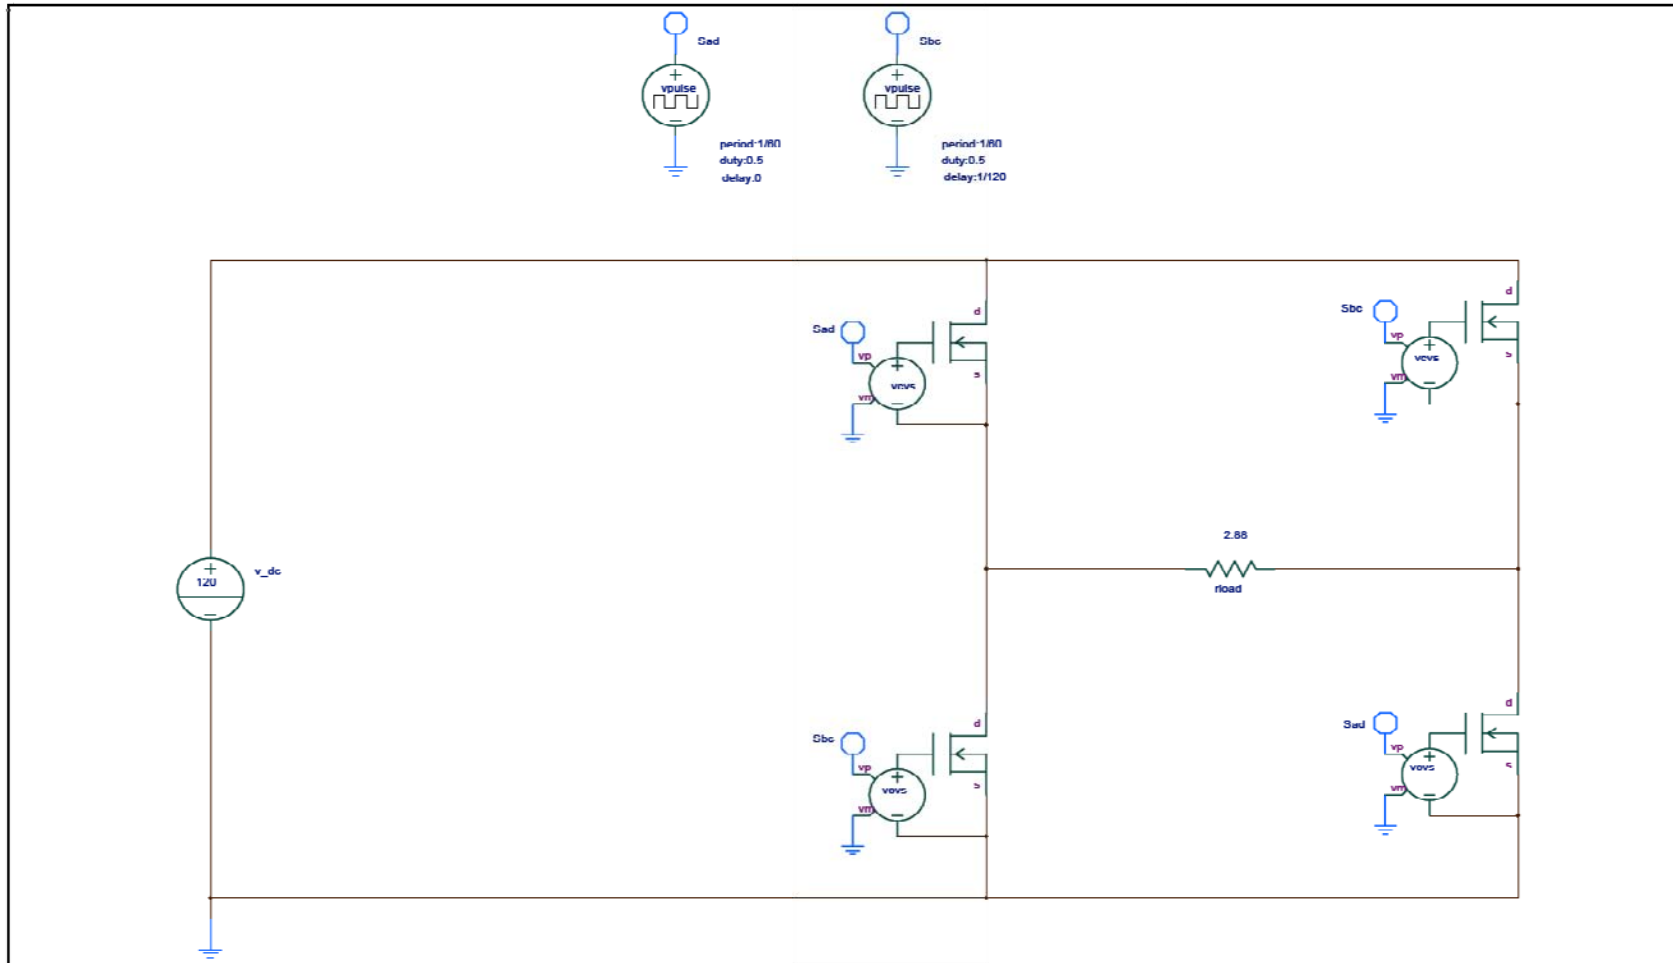 Sad
Sbc
+
vpulse
−
+
vpulse
−
period:1/60
duty:0.5
delay:0
period:1/60
duty:0.5
delay:1/120
d
Sad
vp
+
vcvs
vm
−
s
d
Sbc
vp
+
vcvs
vm
−
s
2.88
rload
+
120
−
v_dc
d
Sbc
vp
+
vcvs
vm
−
s
d
Sad
vp
+
vcvs
vm
−
s